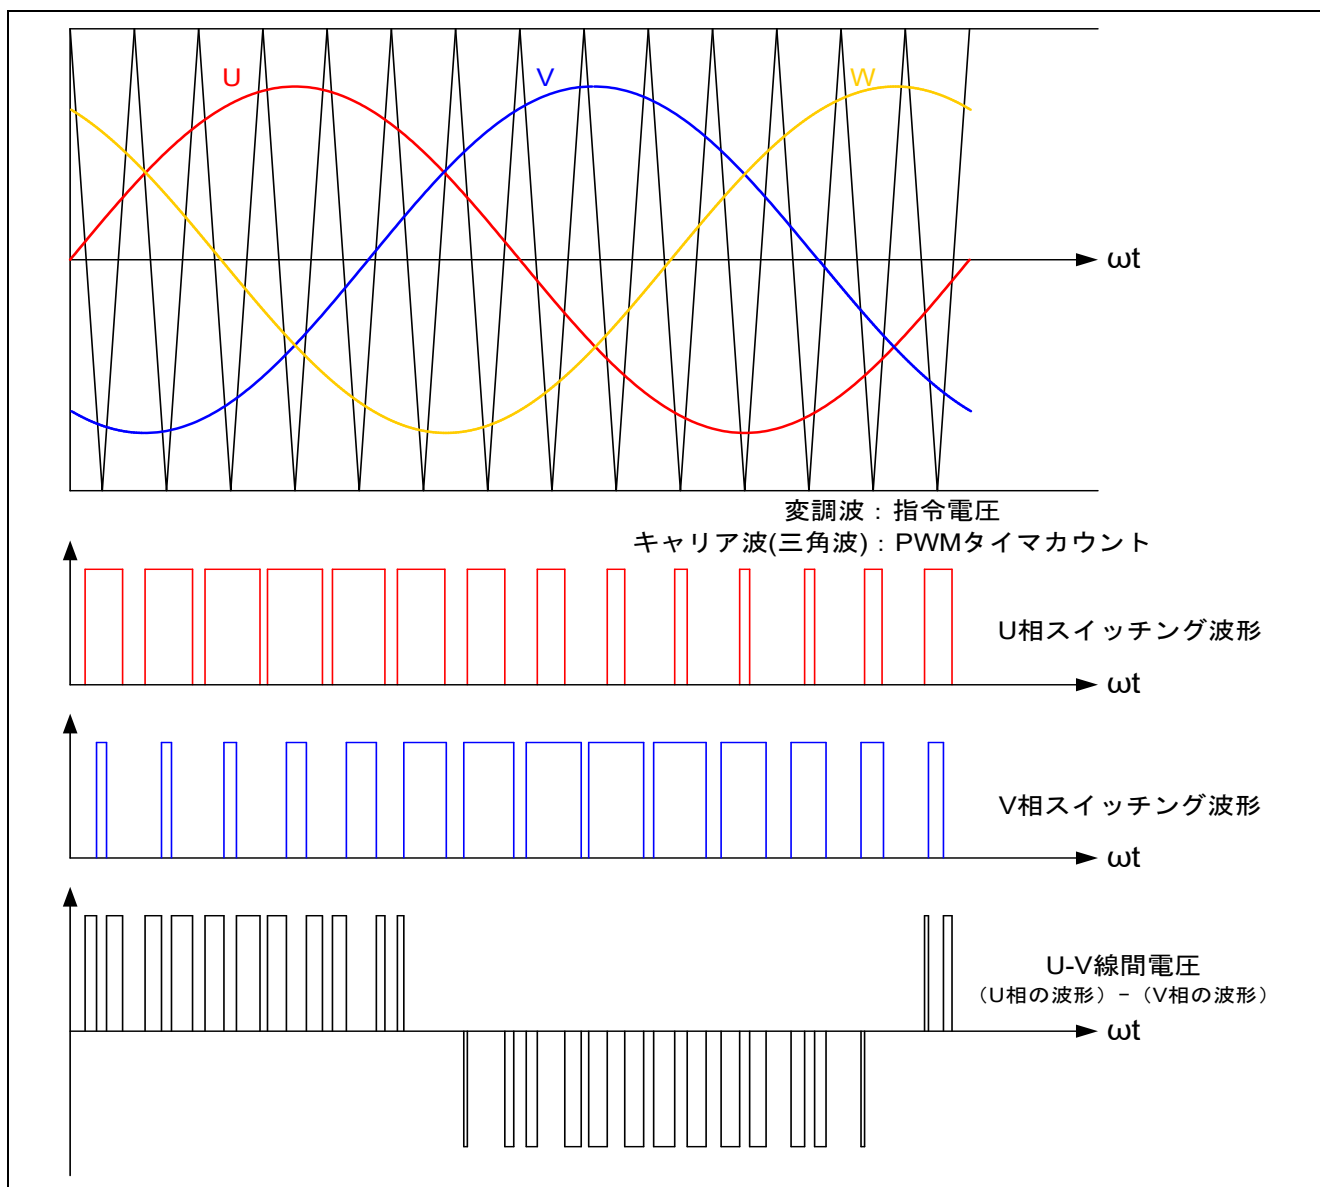 U
V
W
ωt
変調波：指令電圧
キャリア波(三角波)：PWMタイマカウント
U相スイッチング波形
ωt
V相スイッチング波形
ωt
U-V線間電圧
（U相の波形）－（V相の波形）
ωt